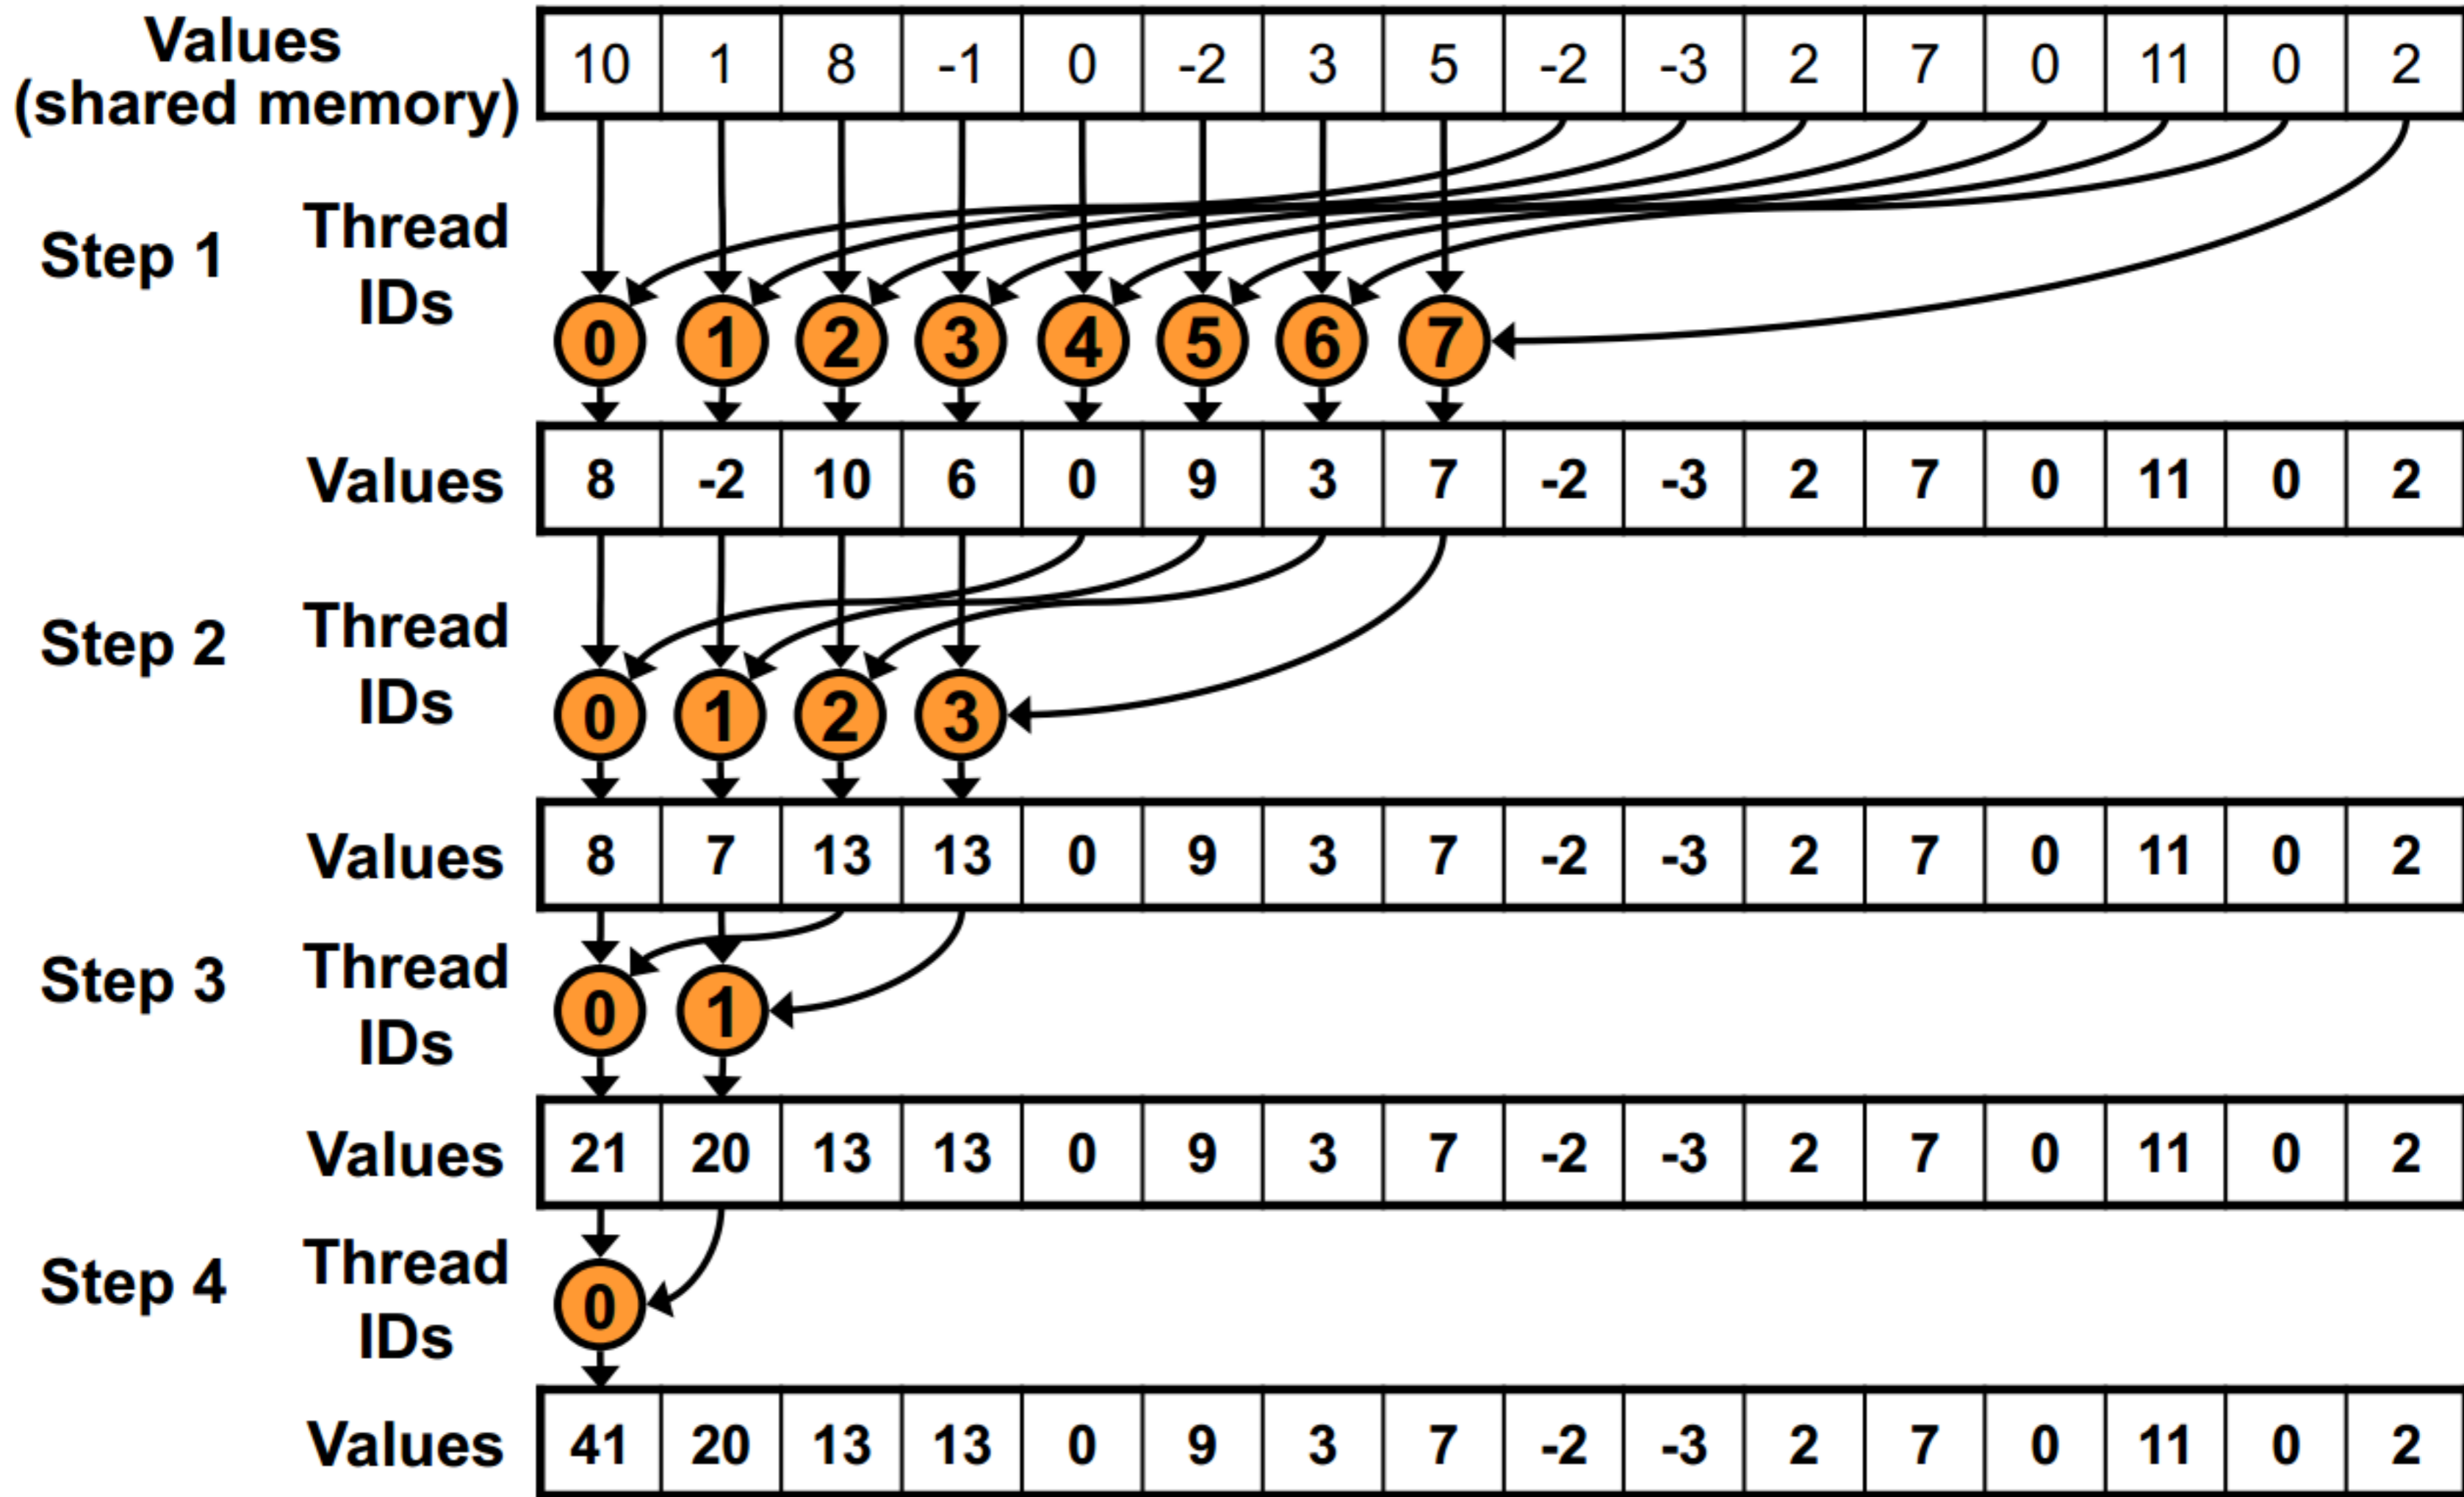 Values
(shared memory)
10 1 8 -1 0 -2 3 5 -2 -3 2 7 0 11 0 2
Step 1
Thread
IDs
0 1 2 3 4 5 6 7
Values
8 -2 10 6 0 9 3 7 -2 -3 2 7 0 11 0 2
Step 2
Thread
IDs
0 1 2 3
Values
8 7 13 13 0 9 3 7 -2 -3 2 7 0 11 0 2
Step 3
Thread
IDs
0 1
Values
21 20 13 13 0 9 3 7 -2 -3 2 7 0 11 0 2
Step 4
Thread
IDs
0
Values
41 20 13 13 0 9 3 7 -2 -3 2 7 0 11 0 2